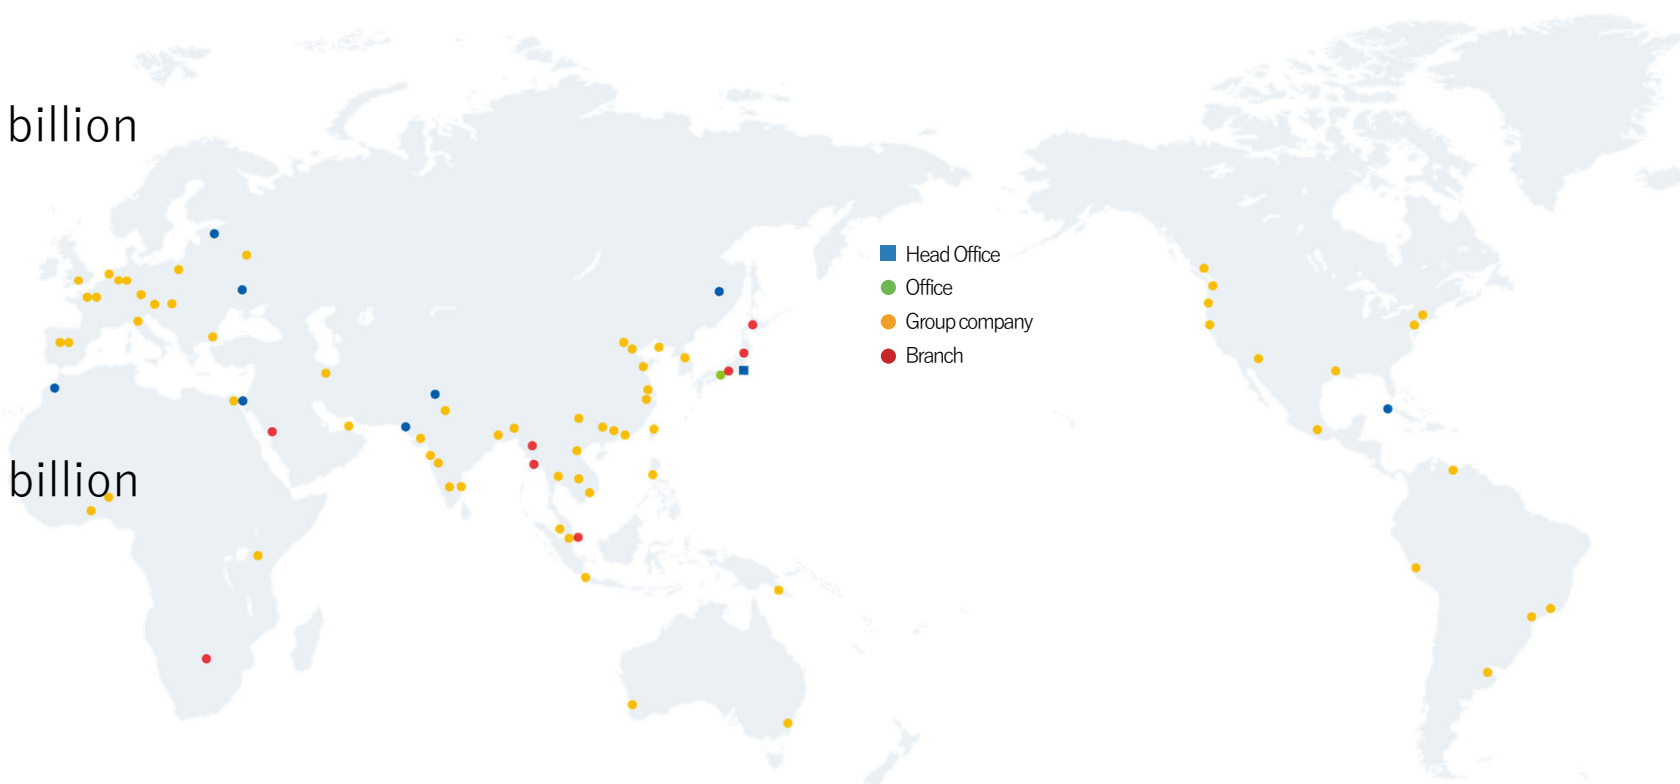 billion
Head Office
Office
Group company
Branch
billion